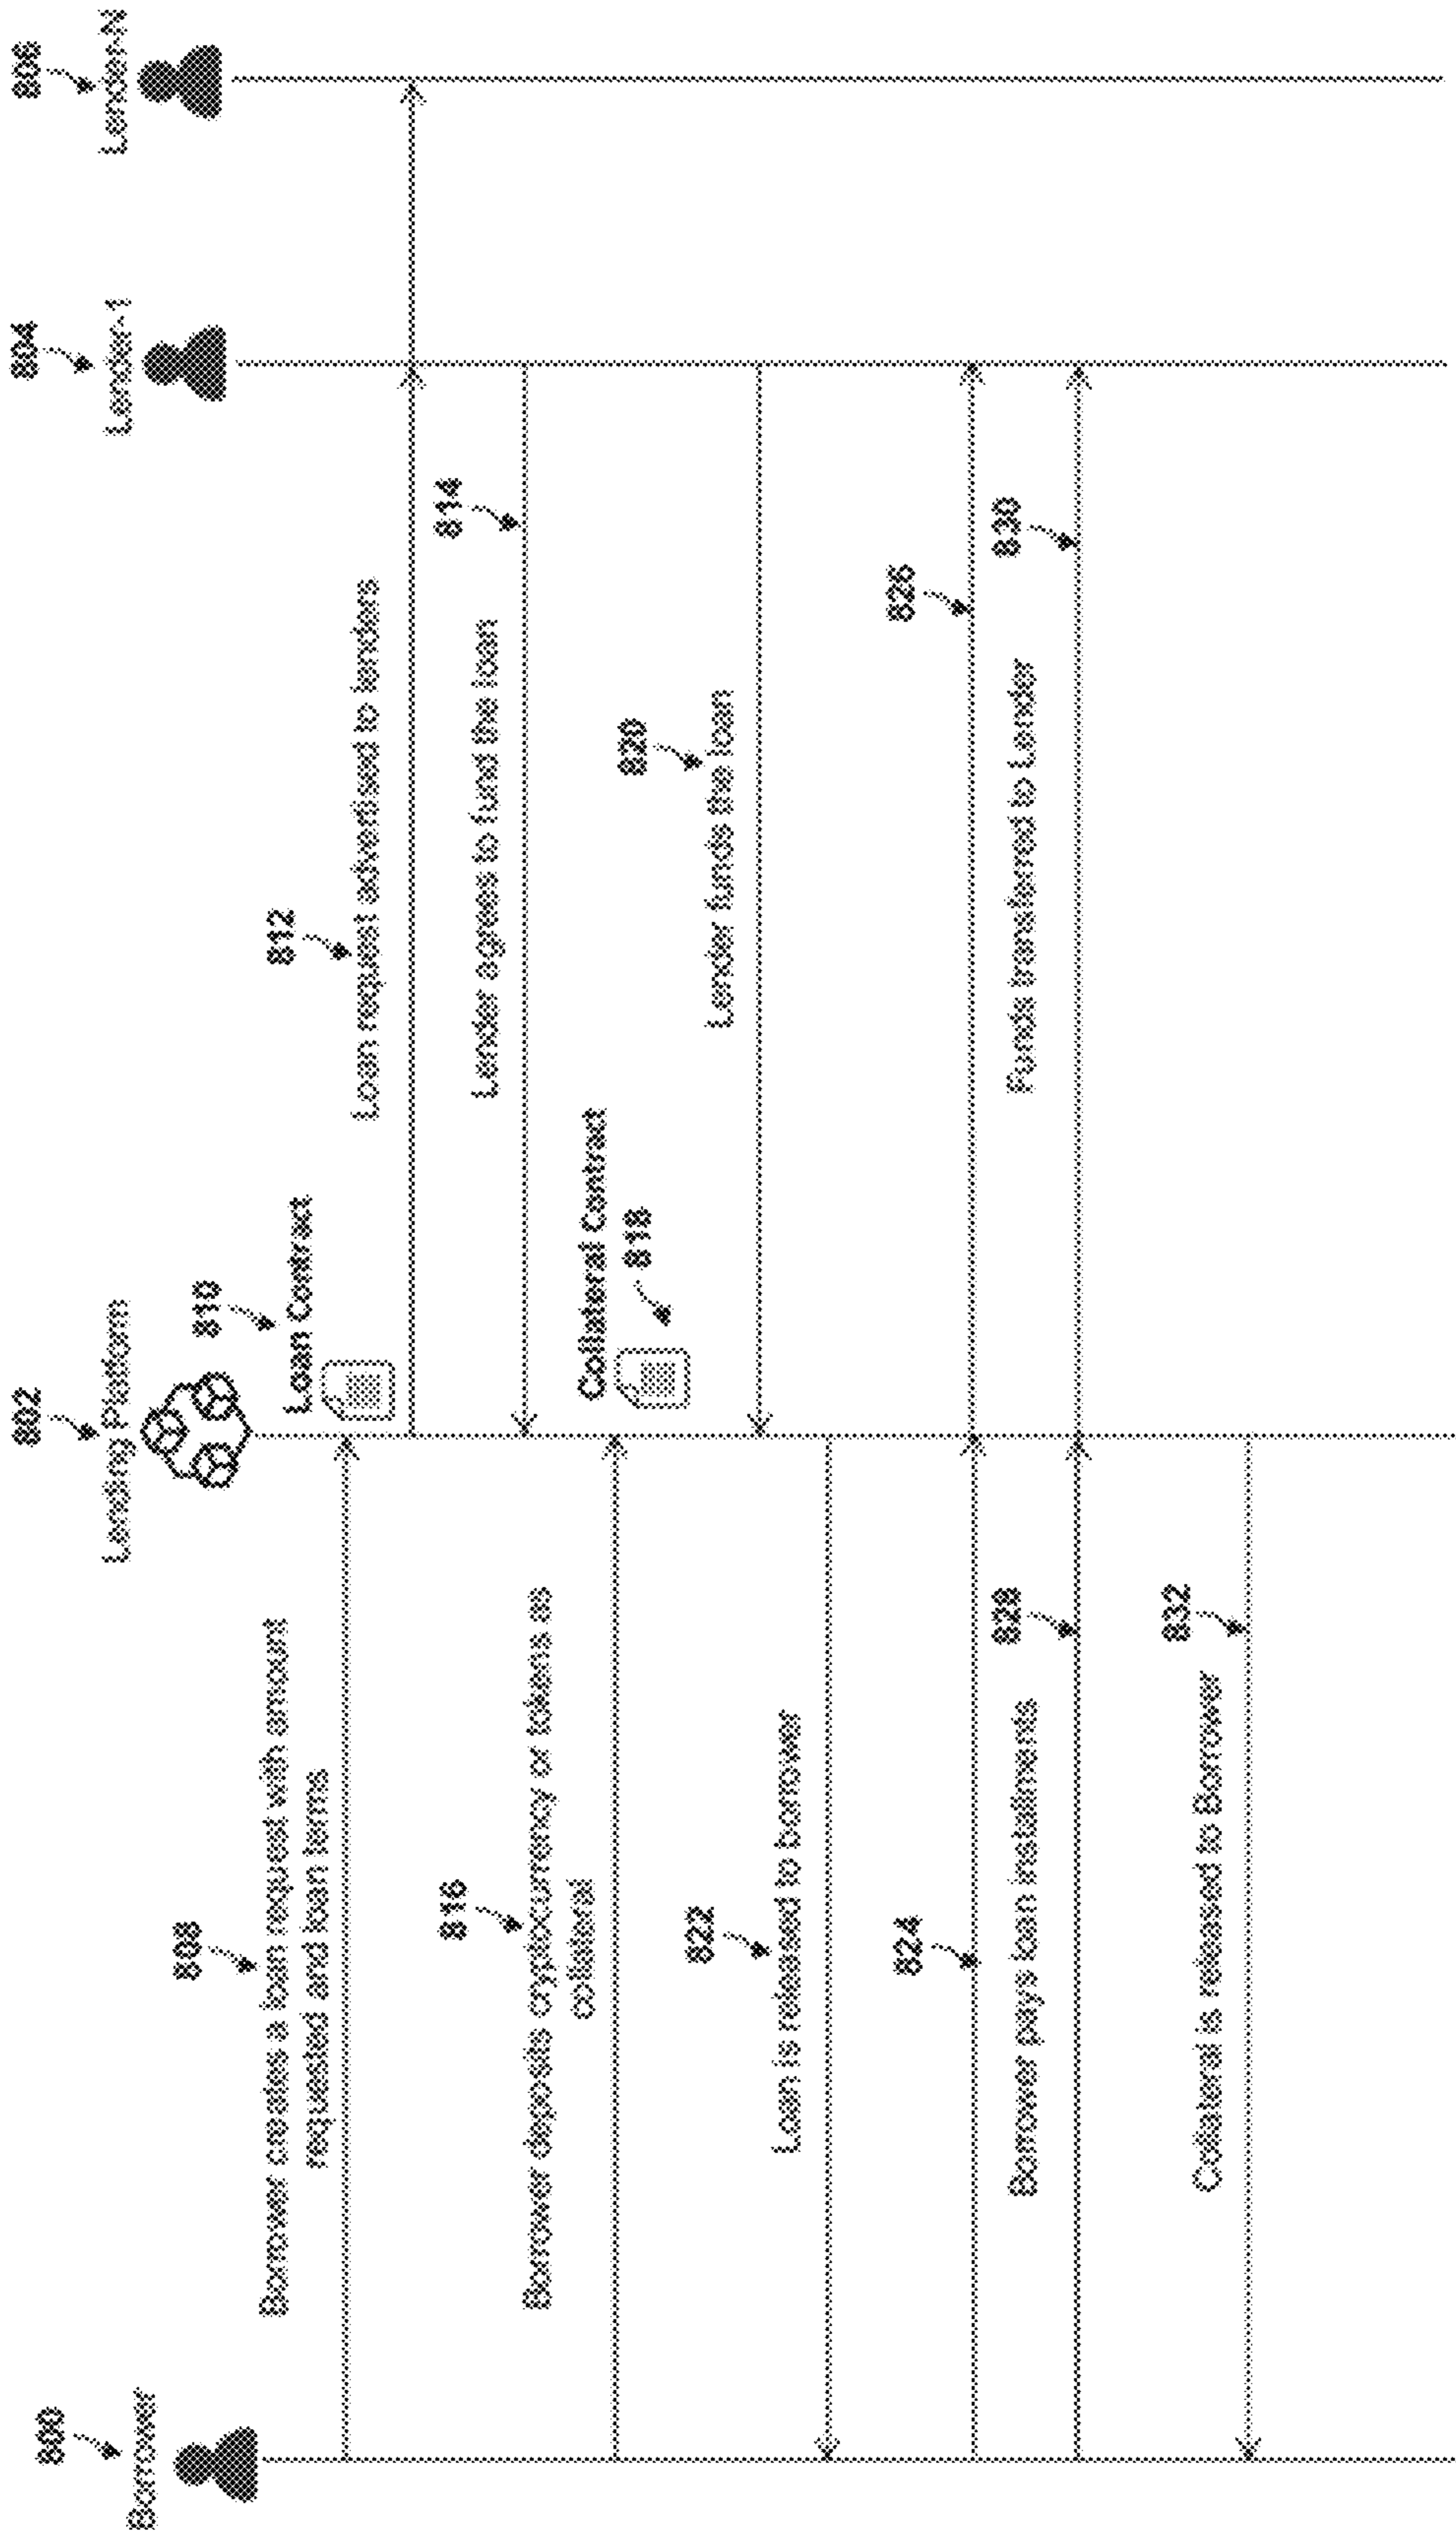 800
Borrower
802
Lending Platform
804
Lender-1
806
Lender-N
808
Borrower creates a loan request with amount
requested and loan terms
810
Loan Contract
812
Loan request advertised to lenders
814
Lender agrees to fund the loan
816
Borrower deposits cryptocurrency or tokens as
collateral
Collateral Contract
818
820
Lender funds the loan
822
Loan is released to borrower
824
826
Borrower pays loan installments
828
Funds transferred to Lender
830
832
Collateral is released to Borrower